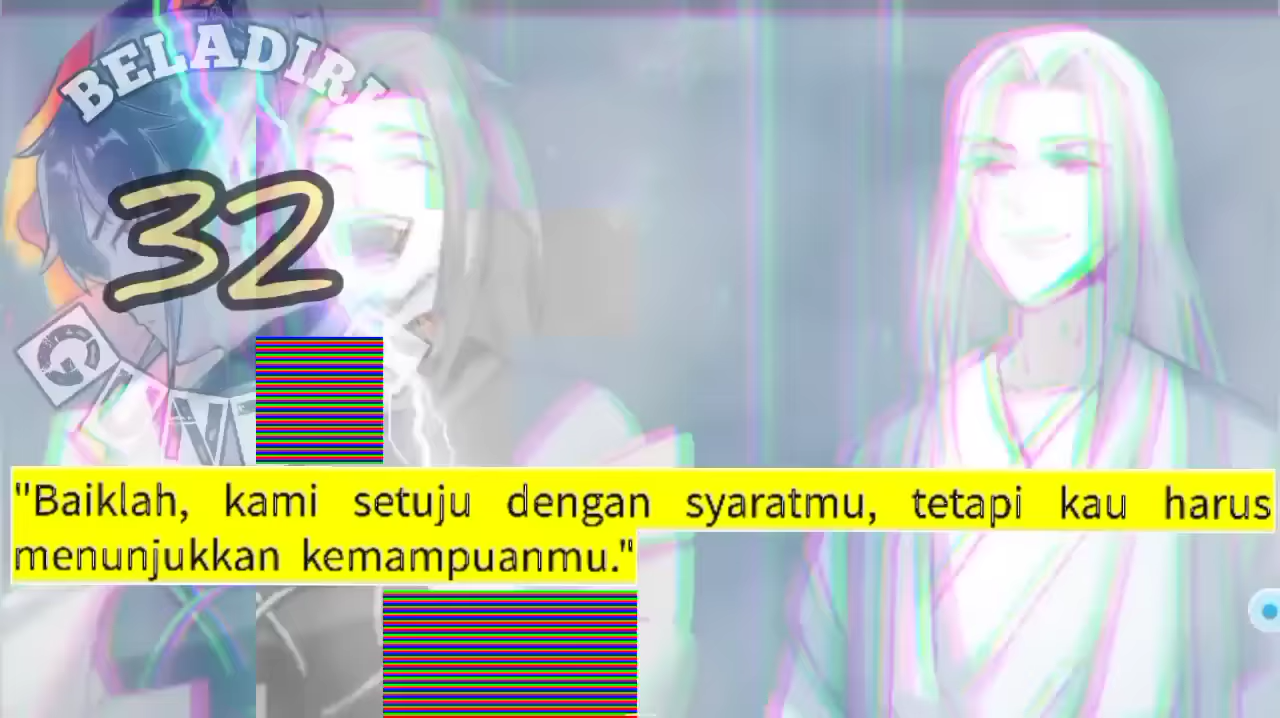 BELADIRI
32
"Baiklah, kami setuju dengan syaratmu, tetapi kau harus
menunjukkan kemampuanmu."